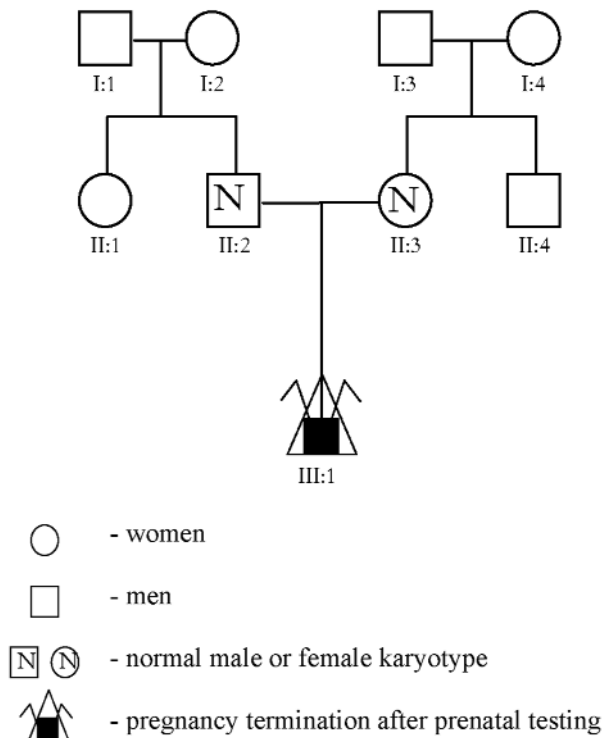 I:1 I:2 I:3 I:4
N N
II:1 II:2 II:3 II:4
III:1
- women
- men
N N - normal male or female karyotype
- pregnancy termination after prenatal testing